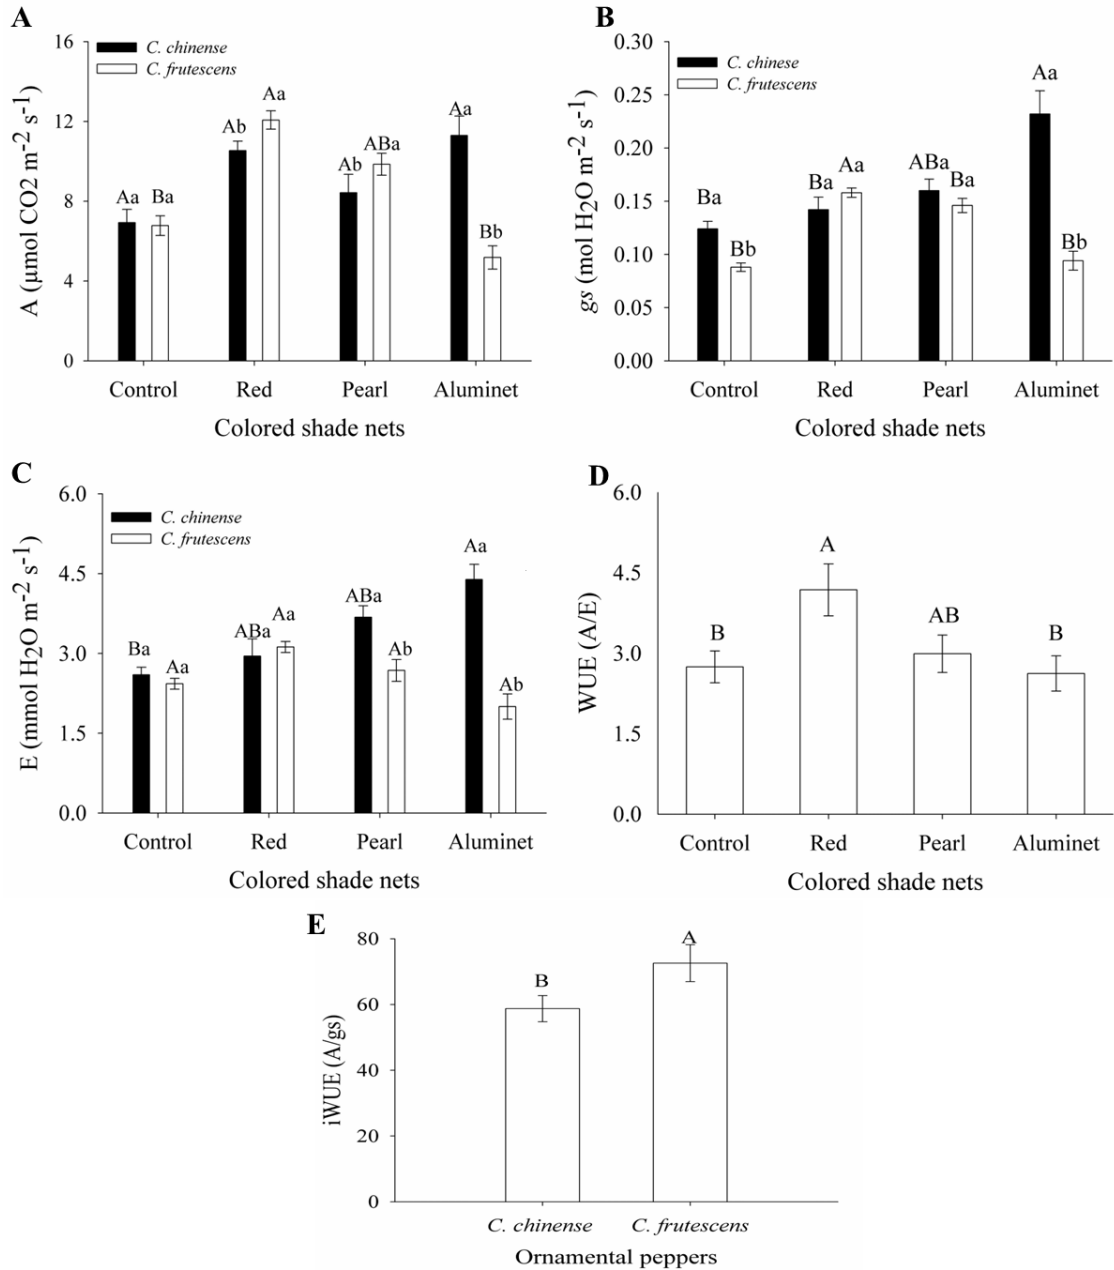 A
16
12
8
4
0
A (μmol CO2 m-2 s-1)
C. chinense
C. frutescens
Aa
Ba
Ab
Aa
Ab
ABa
Aa
Bb
Control Red Pearl Aluminet
Colored shade nets
B
0.30
0.25
0.20
0.15
0.10
0.05
0.00
gs (mol H2O m-2 s-1)
C. chinese
C. frutescens
Ba
Bb
Ba
Aa
ABa
Ba
Aa
Bb
Control Red Pearl Aluminet
Colored shade nets
C
6.0
4.5
3.0
1.5
0.0
E (mmol H2O m-2 s-1)
C. chinense
C. frutescens
Ba
Aa
ABa
Aa
ABa
Ab
Aa
Ab
Control Red Pearl Aluminet
Colored shade nets
D
6.0
4.5
3.0
1.5
0.0
WUE (A/E)
B
A
AB
B
Control Red Pearl Aluminet
Colored shade nets
E
80
60
40
20
0
iWUE (A/gs)
B
A
C. chinense C. frutescens
Ornamental peppers